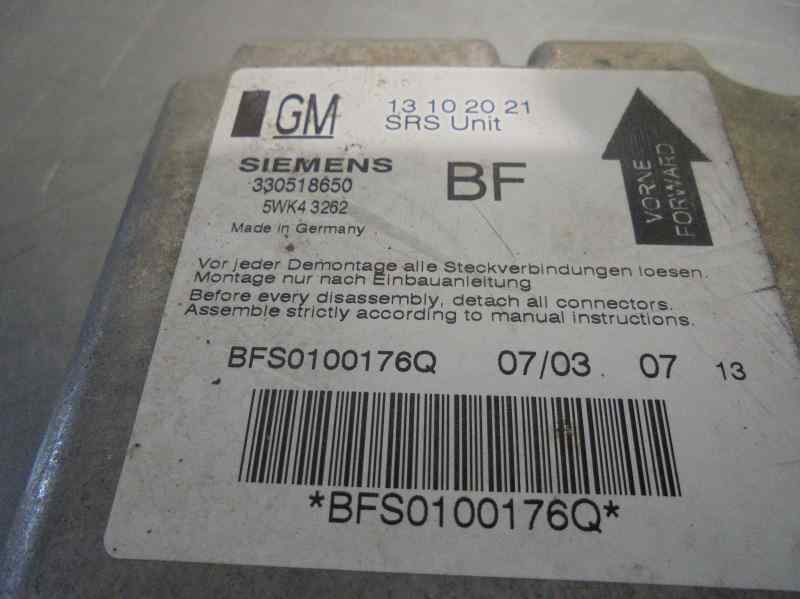 GM
13 10 20 21
SRS Unit
SIEMENS
330518650
5WK4 3262
Made in Germany
BF
VORNE
FORWARD
Vor jeder Demontage alle Steckverbindungen loesen.
Montage nur nach Einbauanleitung
Before every disassembly, detach all connectors.
Assemble strictly according to manual instructions.
BFS0100176Q 07/03 07 13
*BFS0100176Q*